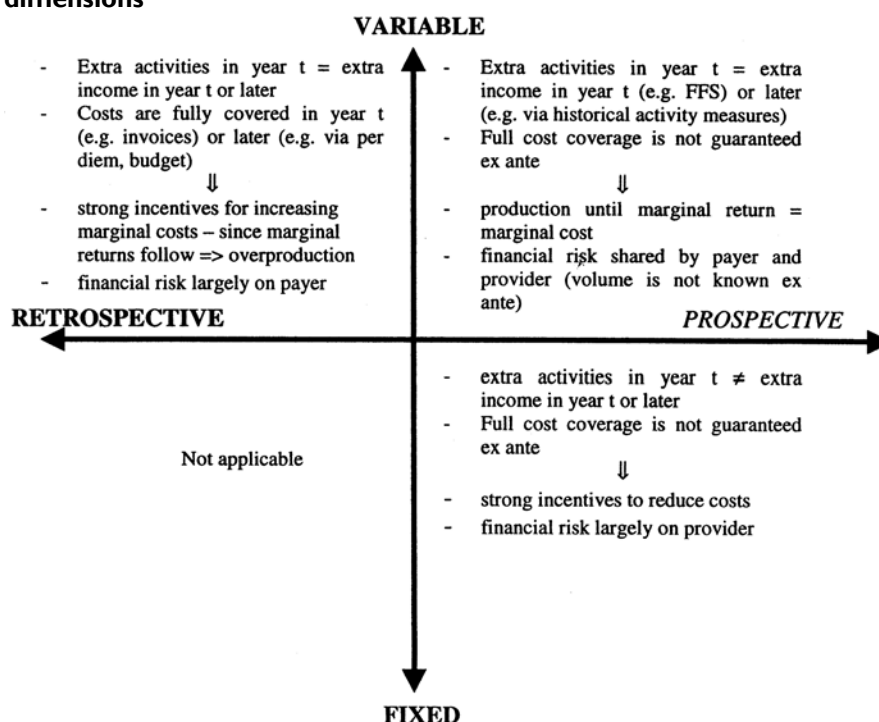 dimensions
VARIABLE
- Extra activities in year t = extra
income in year t or later
- Costs are fully covered in year t
(e.g. invoices) or later (e.g. via per
diem, budget)
⇓
- strong incentives for increasing
marginal costs – since marginal
returns follow => overproduction
- financial risk largely on payer
- Extra activities in year t = extra
income in year t (e.g. FFS) or later
(e.g. via historical activity measures)
- Full cost coverage is not guaranteed
ex ante
⇓
- production until marginal return =
marginal cost
- financial risk shared by payer and
provider (volume is not known ex
ante)
RETROSPECTIVE
PROSPECTIVE
Not applicable
- extra activities in year t ≠ extra
income in year t or later
- Full cost coverage is not guaranteed
ex ante
⇓
- strong incentives to reduce costs
- financial risk largely on provider
FIXED